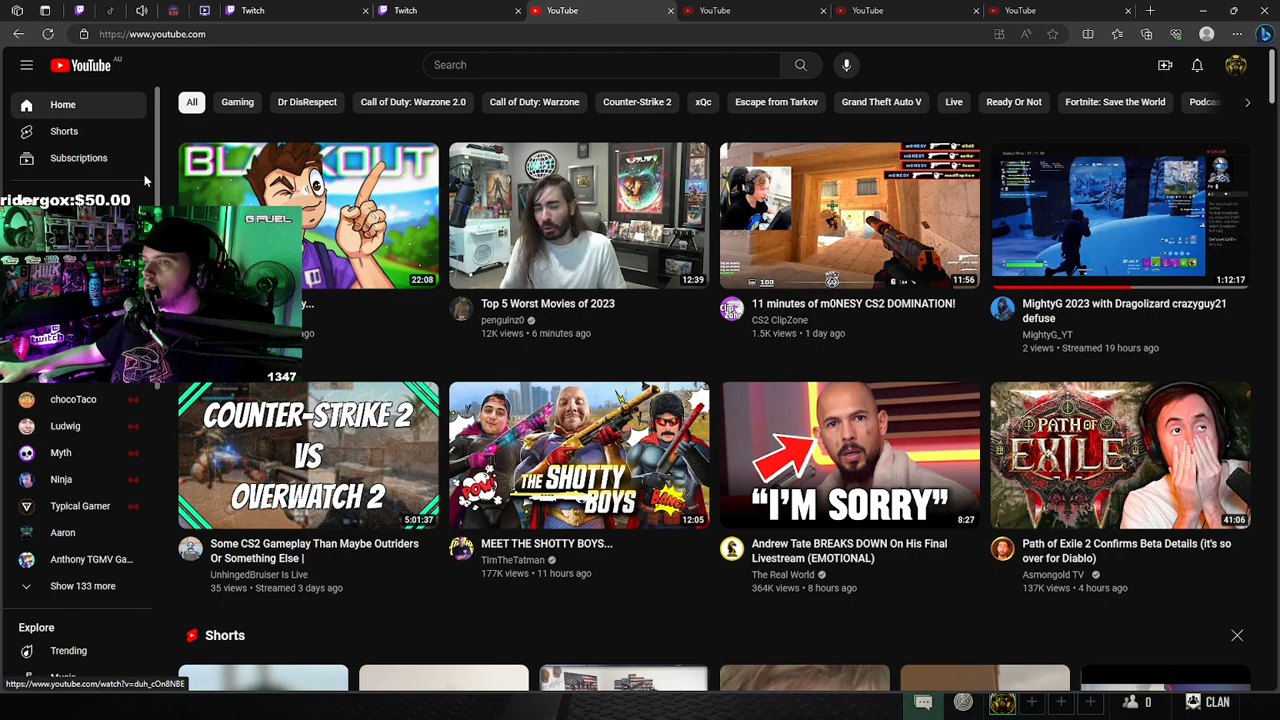 Twitch
Twitch
YouTube
YouTube
YouTube
YouTube
https://www.youtube.com
YouTube AU
Search
Home
Shorts
Subscriptions
All
Gaming
Dr DisRespect
Call of Duty: Warzone 2.0
Call of Duty: Warzone
Counter-Strike 2
xQc
Escape from Tarkov
Grand Theft Auto V
Live
Ready Or Not
Fortnite: Save the World
Podcas
ridergox:$50.00
G FUEL
twitch
1347
BLACKOUT
22:08
12:39
11:56
1:12:17
Top 5 Worst Movies of 2023
penguinz0
12K views • 6 minutes ago
11 minutes of m0NESY CS2 DOMINATION!
CS2 ClipZone
1.5K views • 1 day ago
MightyG 2023 with Dragolizard crazyguy21
defuse
MightyG_YT
2 views • Streamed 19 hours ago
chocoTaco
Ludwig
Myth
Ninja
Typical Gamer
Aaron
Anthony TGMV Ga...
Show 133 more
Explore
Trending
COUNTER-STRIKE 2
VS
OVERWATCH 2
5:01:37
POW
THE SHOTTY
BOYS
BANG!
12:05
"I'M SORRY"
8:27
PATH OF
EXILE
41:06
Some CS2 Gameplay Than Maybe Outriders
Or Something Else |
UnhingedBruiser Is Live
35 views • Streamed 3 days ago
MEET THE SHOTTY BOYS...
TimTheTatman
177K views • 11 hours ago
Andrew Tate BREAKS DOWN On His Final
Livestream (EMOTIONAL)
The Real World
364K views • 8 hours ago
Path of Exile 2 Confirms Beta Details (it's so
over for Diablo)
Asmongold TV
137K views • 4 hours ago
Shorts
https://www.youtube.com/watch?v=duh_cOn8NBE
0
CLAN